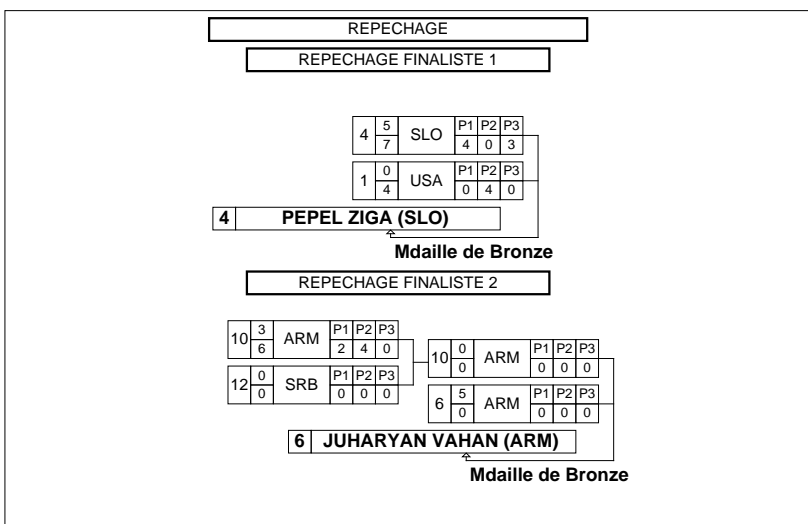 REPECHAGE
REPECHAGE FINALISTE 1
4 5 SLO P1 P2 P3
7 4 0 3
1 0 USA P1 P2 P3
4 0 4 0
4 PEPEL ZIGA (SLO)
Mdaille de Bronze
REPECHAGE FINALISTE 2
10 3 ARM P1 P2 P3
6 2 4 0
12 0 SRB P1 P2 P3
0 0 0 0
10 0 ARM P1 P2 P3
0 0 0 0
6 5 ARM P1 P2 P3
0 0 0 0
6 JUHARYAN VAHAN (ARM)
Mdaille de Bronze